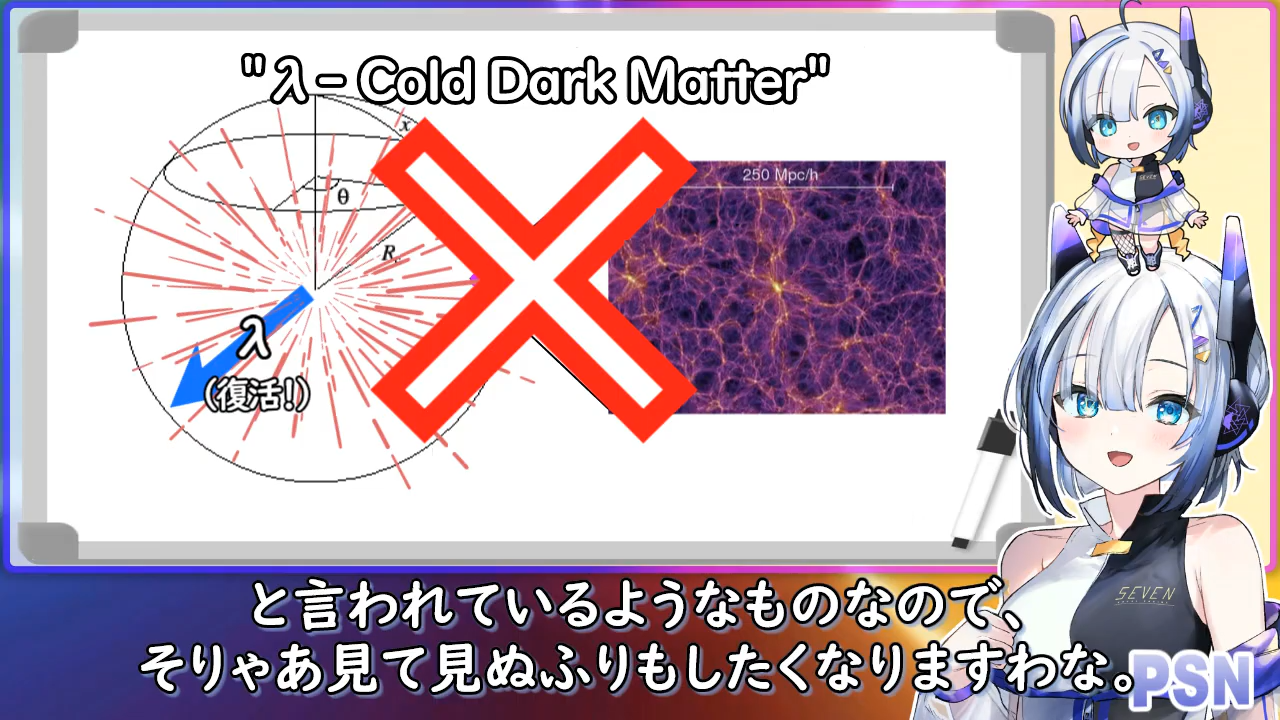 "λ- Cold Dark Matter"
x
θ
R
250 Mpc/h
λ
(復活!)
SEVEN
SEVEN
と言われているようなものなので、
そりゃあ見て見ぬふりもしたくなりますわな。
PSN